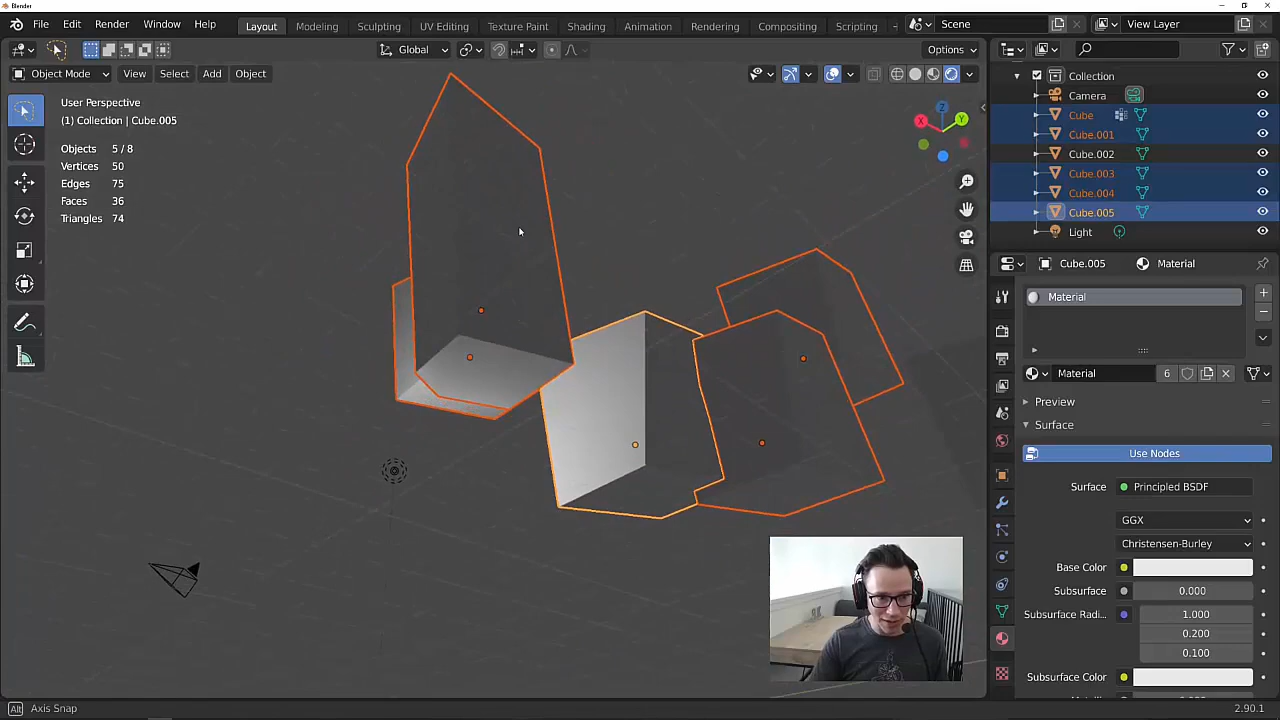 Blender
File Edit Render Window Help
Layout Modeling Sculpting UV Editing Texture Paint Shading Animation Rendering Compositing Scripting
Scene
View Layer
Global
Options
Object Mode View Select Add Object
User Perspective
(1) Collection | Cube.005
Objects 5 / 8
Vertices 50
Edges 75
Faces 36
Triangles 74
X Y Z
Collection
Camera
Cube
Cube.001
Cube.002
Cube.003
Cube.004
Cube.005
Light
Cube.005 Material
Material
Material 6
Preview
Surface
Use Nodes
Surface Principled BSDF
GGX
Christensen-Burley
Base Color
Subsurface 0.000
Subsurface Radi... 1.000
0.200
0.100
Subsurface Color
Alt Axis Snap
2.90.1